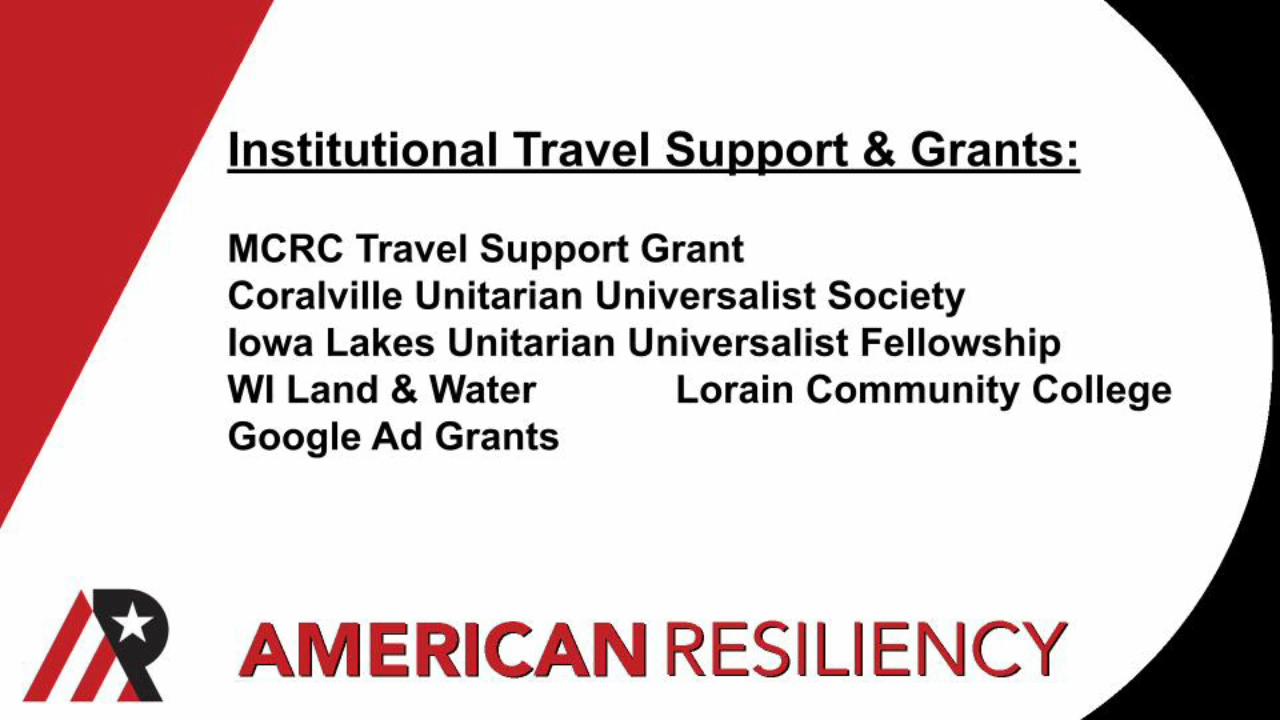 Institutional Travel Support & Grants:
MCRC Travel Support Grant
Coralville Unitarian Universalist Society
Iowa Lakes Unitarian Universalist Fellowship
WI Land & Water Lorain Community College
Google Ad Grants
AMERICAN RESILIENCY